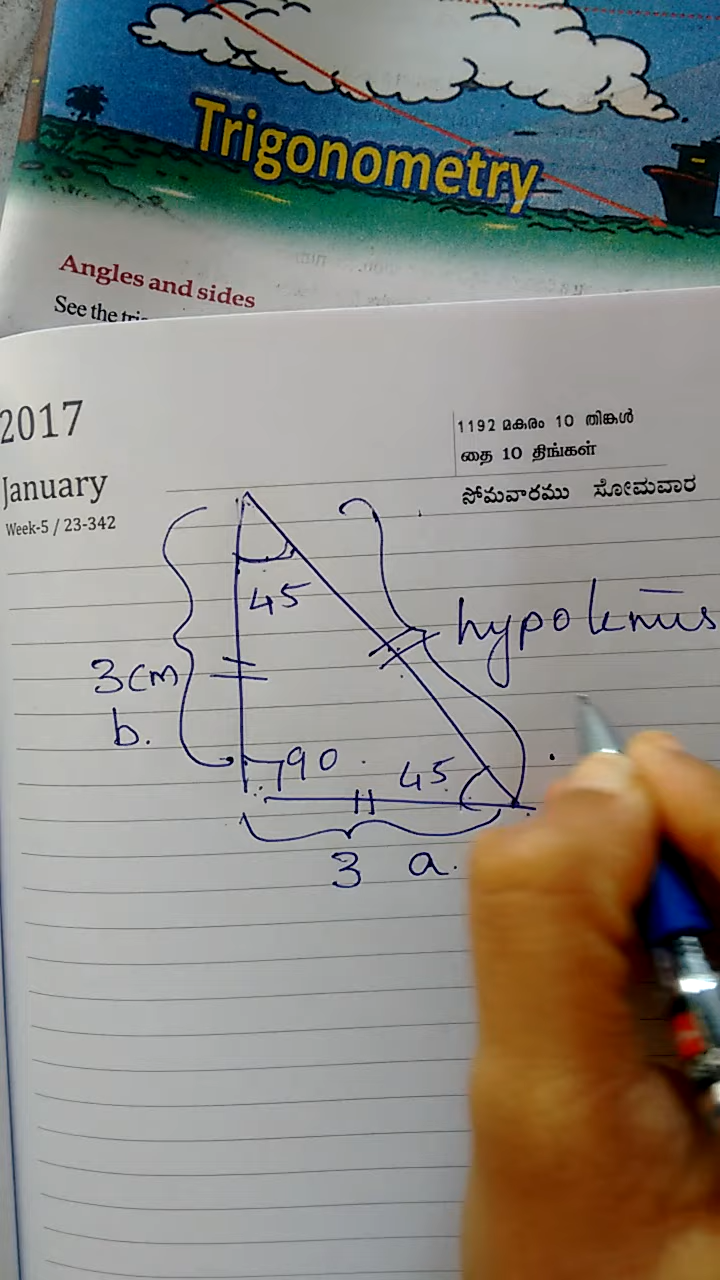 Trigonometry
Angles and sides
See the
2017
January
Week-5 / 23-342
1192 മകരം 10 തിങ്കൾ
தை 10 திங்கள்
సోమవారము ಸೋಮವಾರ
45
3cm
b.
90
45
3 a.